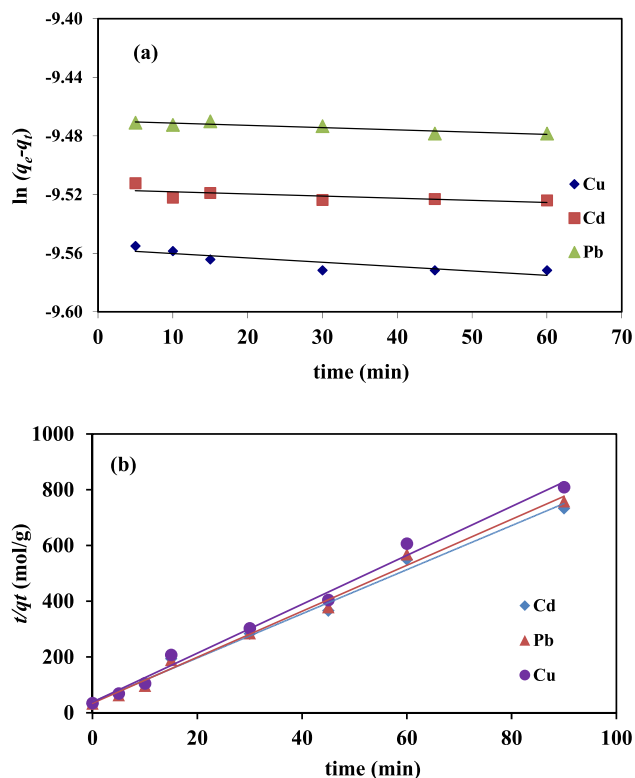 (a)
-9.40
-9.44
-9.48
-9.52
-9.56
-9.60
ln (qe-qt)
0 10 20 30 40 50 60 70
time (min)
Cu
Cd
Pb
(b)
1000
800
600
400
200
0
t/qt (mol/g)
0 20 40 60 80 100
time (min)
Cd
Pb
Cu